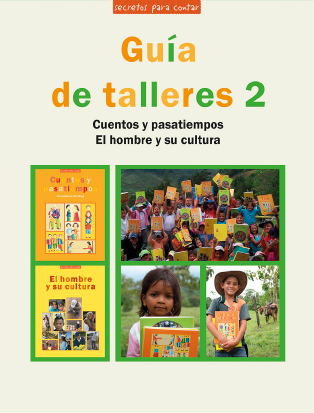 secretos para contar
Guía
de talleres 2
Cuentos y pasatiempos
El hombre y su cultura
Cuentos y
pasatiempos
El hombre
y su cultura